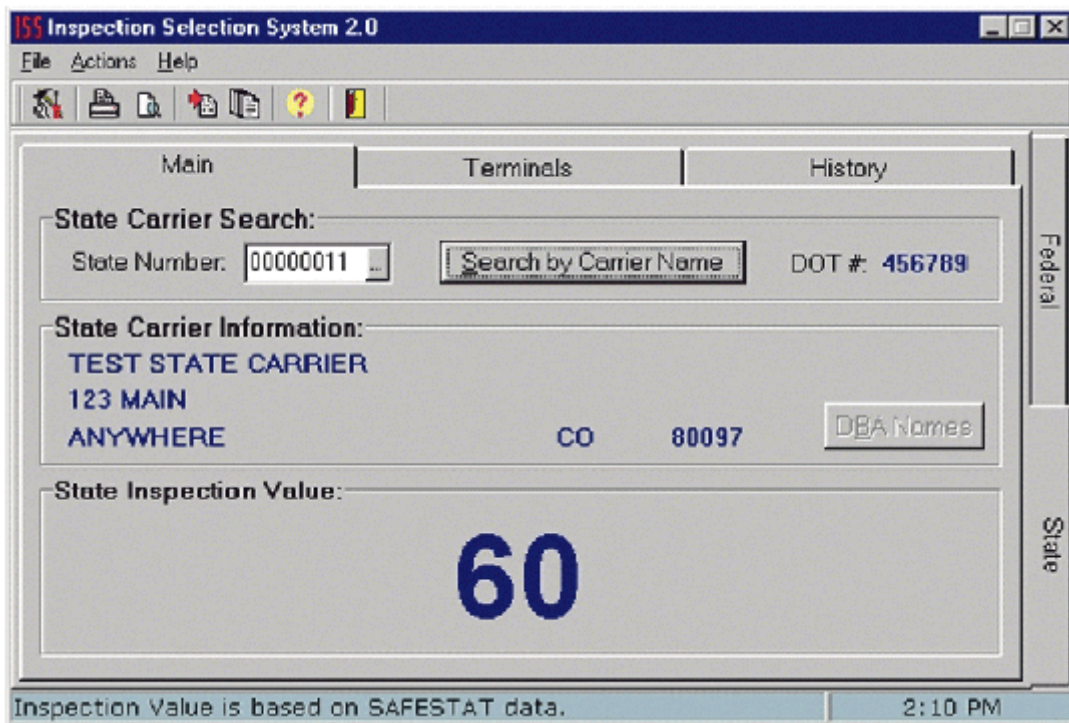 ISS Inspection Selection System 2.0
File Actions Help
Main Terminals History
State Carrier Search:
State Number: 00000011 ... Search by Carrier Name DOT #: 456789
State Carrier Information:
TEST STATE CARRIER
123 MAIN
ANYWHERE CO 80097
DBA Names
State Inspection Value:
60
Federal
State
Inspection Value is based on SAFESTAT data. 2:10 PM